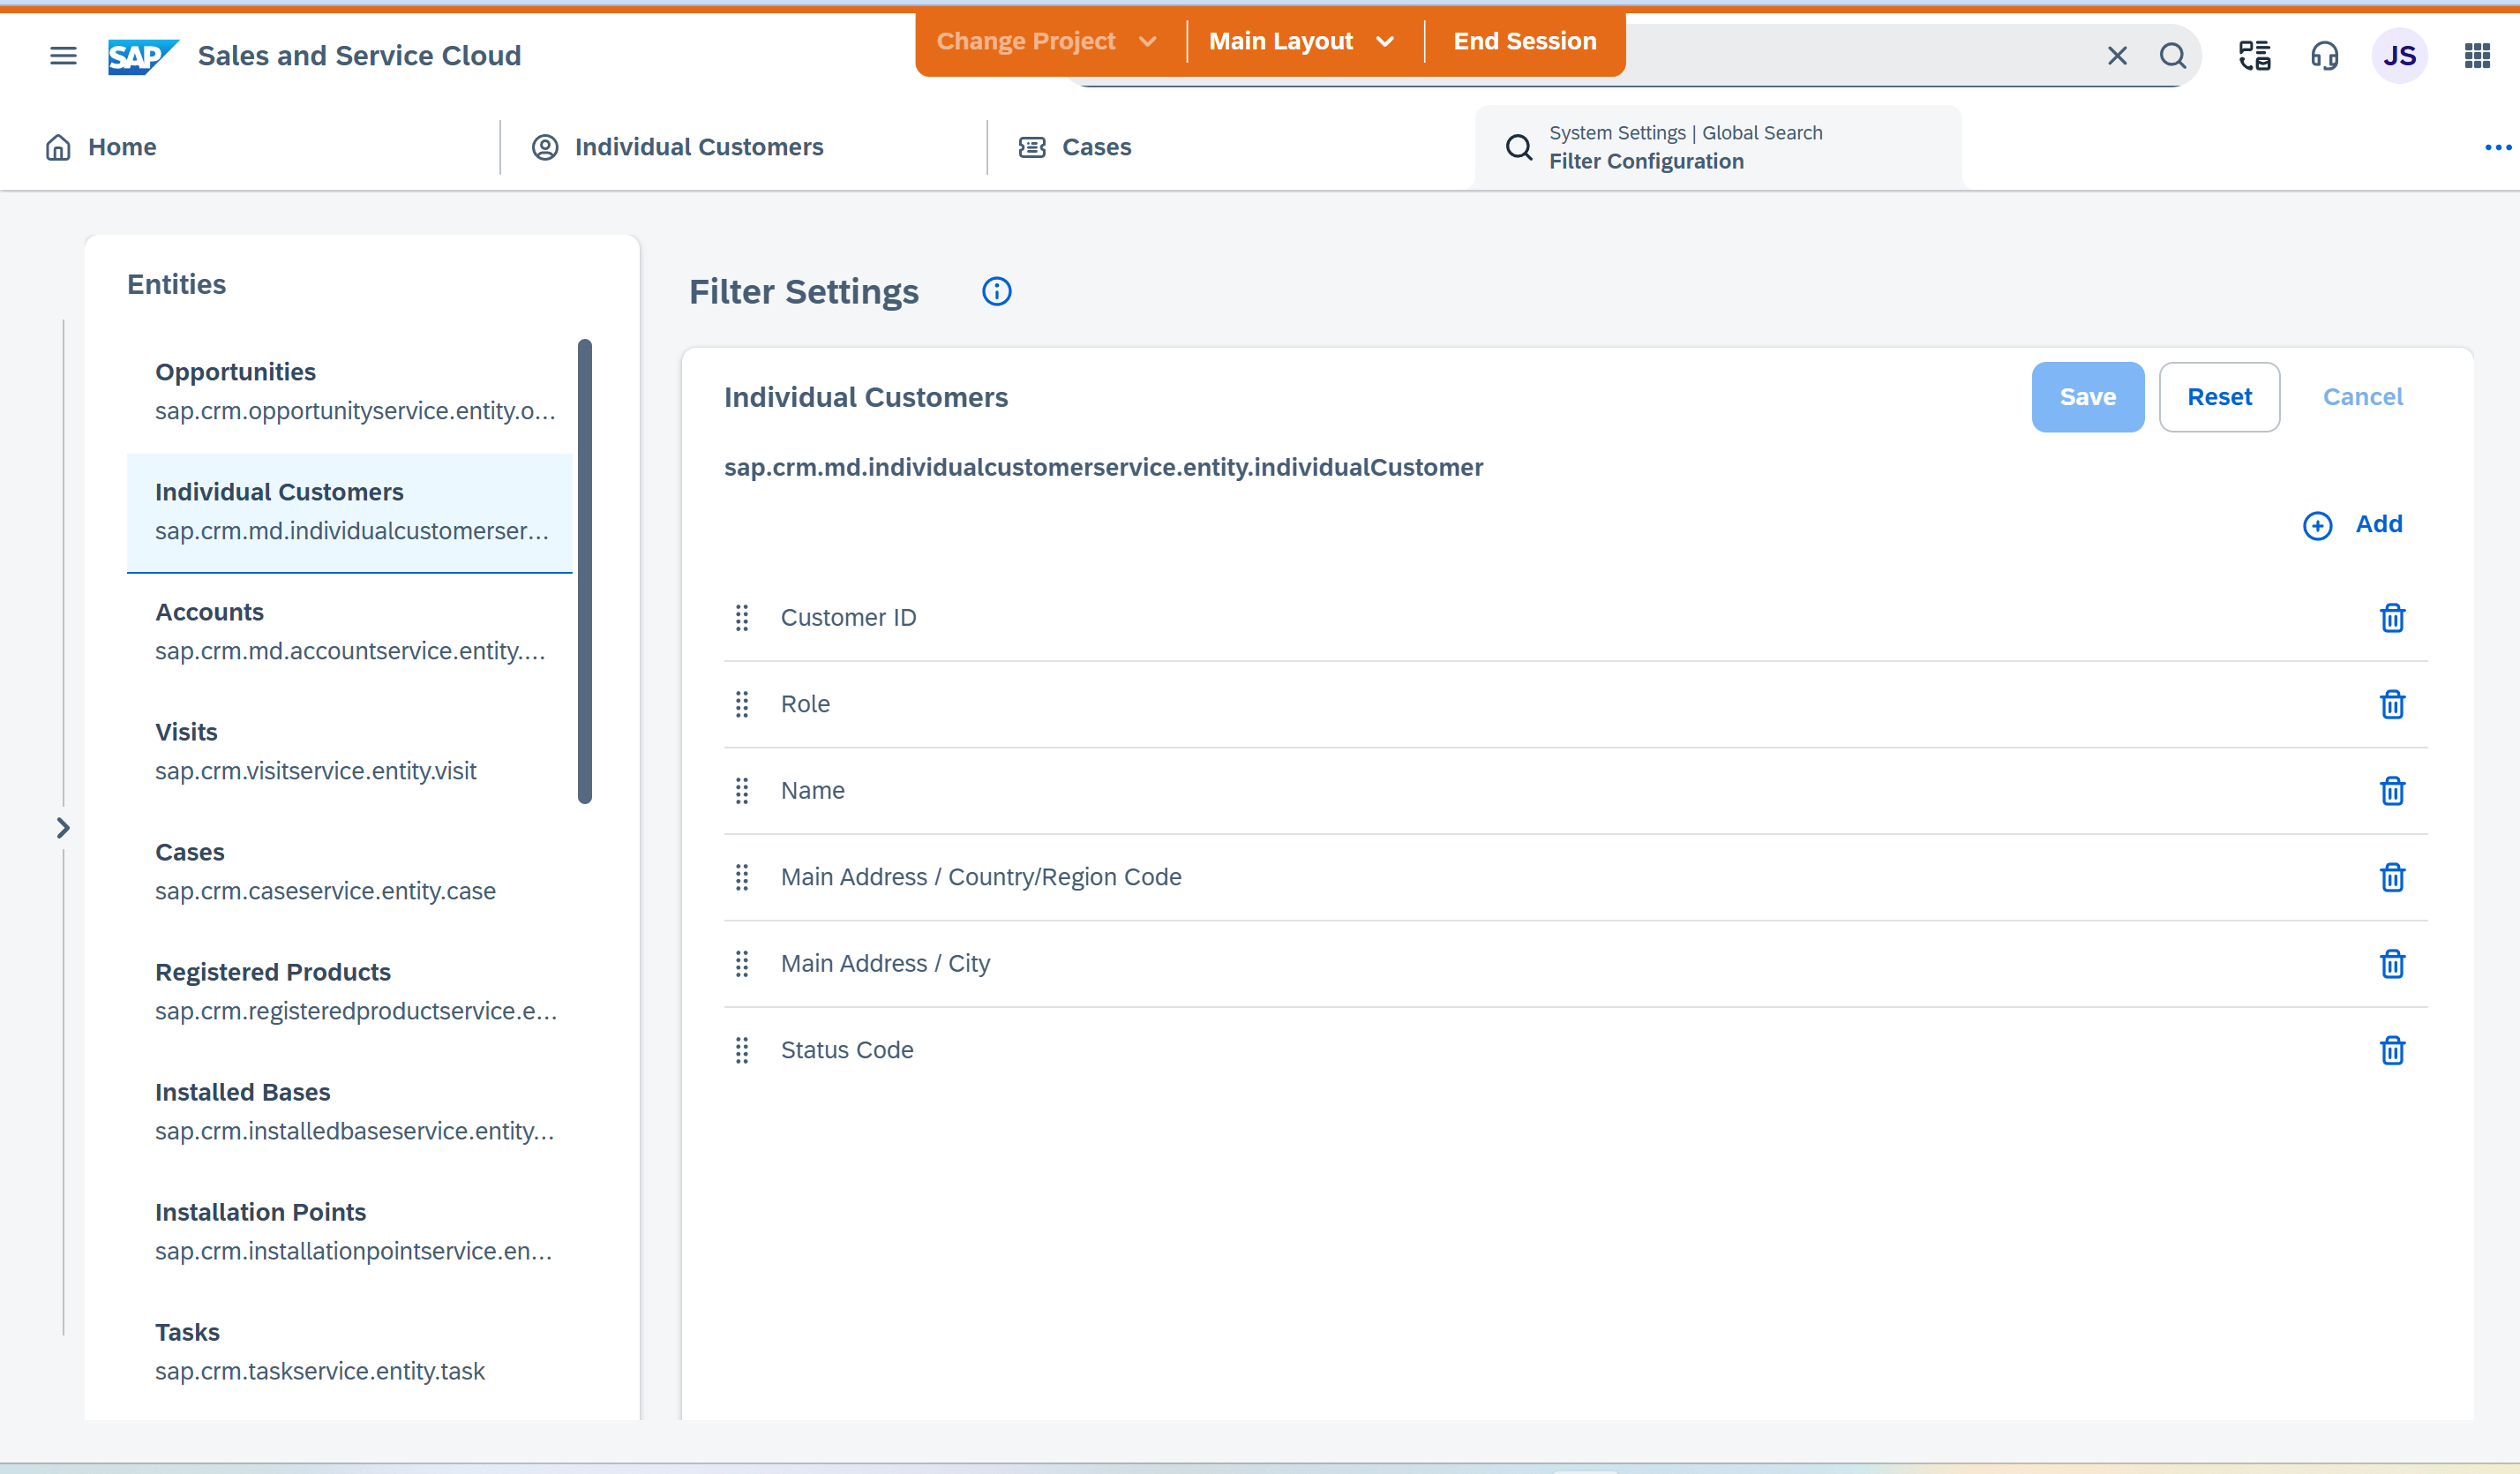 Change Project
Main Layout
End Session
SAP
Sales and Service Cloud
JS
Home
Individual Customers
Cases
System Settings | Global Search
Filter Configuration
Entities
Opportunities
sap.crm.opportunityservice.entity.o...
Individual Customers
sap.crm.md.individualcustomerser...
Accounts
sap.crm.md.accountservice.entity....
Visits
sap.crm.visitservice.entity.visit
Cases
sap.crm.caseservice.entity.case
Registered Products
sap.crm.registeredproductservice.e...
Installed Bases
sap.crm.installedbaseservice.entity...
Installation Points
sap.crm.installationpointservice.en...
Tasks
sap.crm.taskservice.entity.task
Filter Settings
Individual Customers
Save
Reset
Cancel
sap.crm.md.individualcustomerservice.entity.individualCustomer
Add
Customer ID
Role
Name
Main Address / Country/Region Code
Main Address / City
Status Code